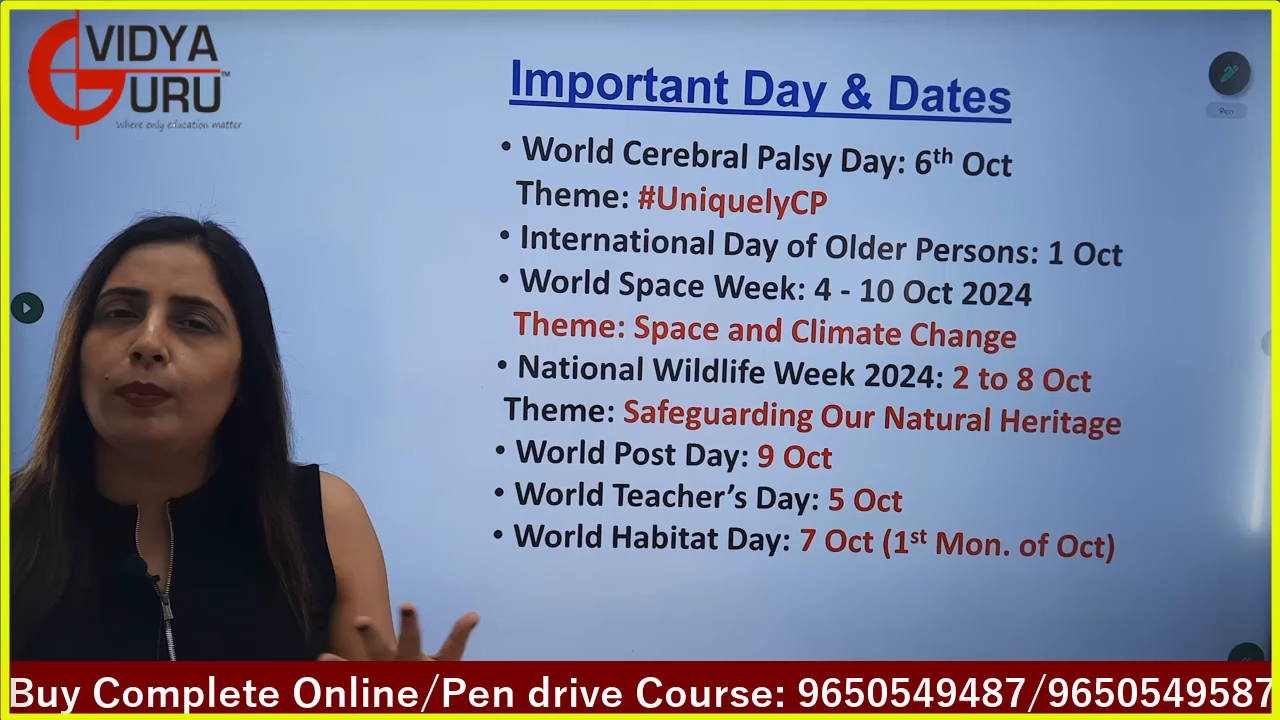 VIDYA
GURU™
Where only education matter
Important Day & Dates
Pen
• World Cerebral Palsy Day: 6th Oct
Theme: #UniquelyCP
• International Day of Older Persons: 1 Oct
• World Space Week: 4 - 10 Oct 2024
Theme: Space and Climate Change
• National Wildlife Week 2024: 2 to 8 Oct
Theme: Safeguarding Our Natural Heritage
• World Post Day: 9 Oct
• World Teacher’s Day: 5 Oct
• World Habitat Day: 7 Oct (1st Mon. of Oct)
Buy Complete Online/Pen drive Course: 9650549487/9650549587